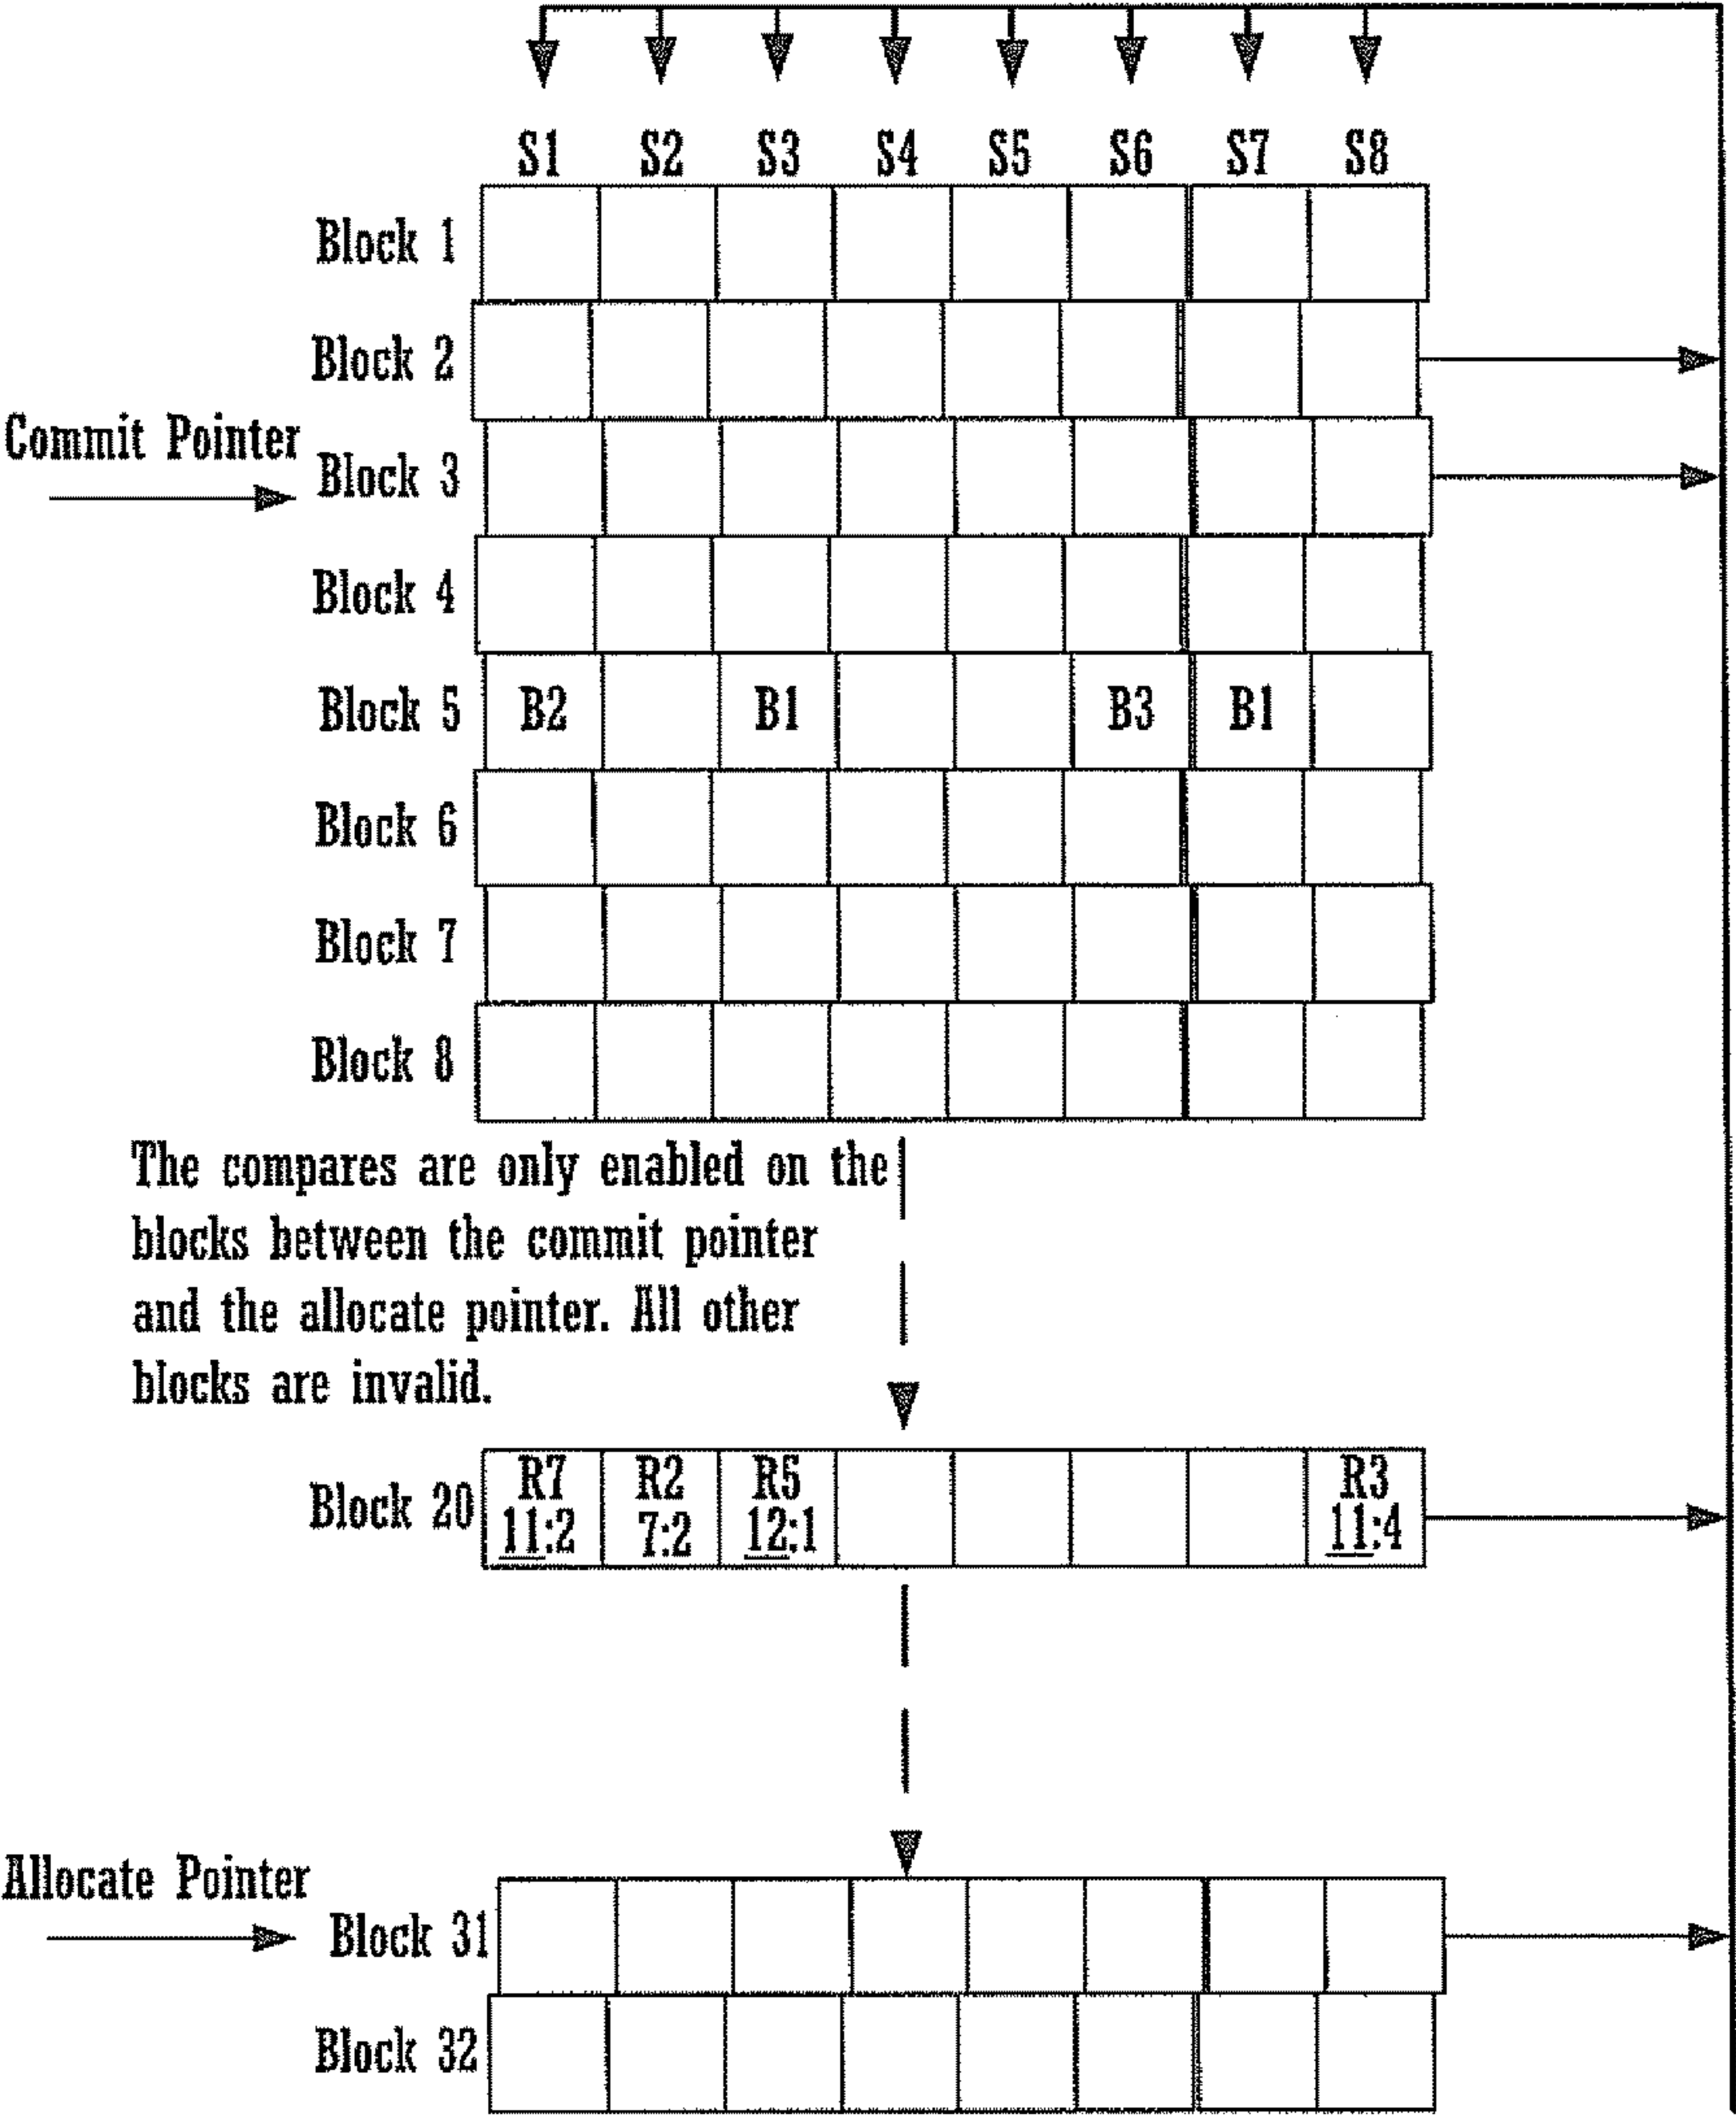 S1 S2 S3 S4 S5 S6 S7 S8
Block 1
Block 2
Commit Pointer
Block 3
Block 4
Block 5 B2 B1 B3 B1
Block 6
Block 7
Block 8
The compares are only enabled on the
blocks between the commit pointer
and the allocate pointer. All other
blocks are invalid.
R7 R2 R5 R3
Block 20
11:2 7:2 12:1 11:4
Allocate Pointer
Block 31
Block 32